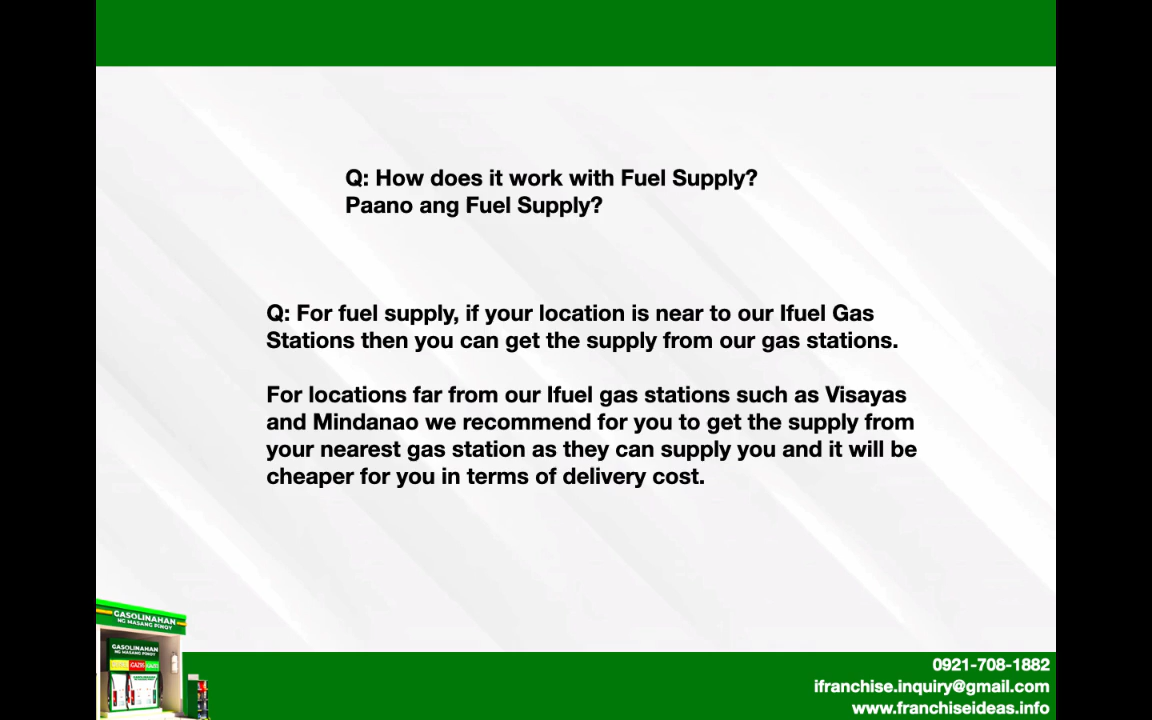 Q: How does it work with Fuel Supply?
Paano ang Fuel Supply?
Q: For fuel supply, if your location is near to our Ifuel Gas
Stations then you can get the supply from our gas stations.
For locations far from our Ifuel gas stations such as Visayas
and Mindanao we recommend for you to get the supply from
your nearest gas station as they can supply you and it will be
cheaper for you in terms of delivery cost.
GASOLINAHAN
NG MASANG PINOY
GASOLINAHAN
NG MASANG PINOY
0921-708-1882
ifranchise.inquiry@gmail.com
www.franchiseideas.info